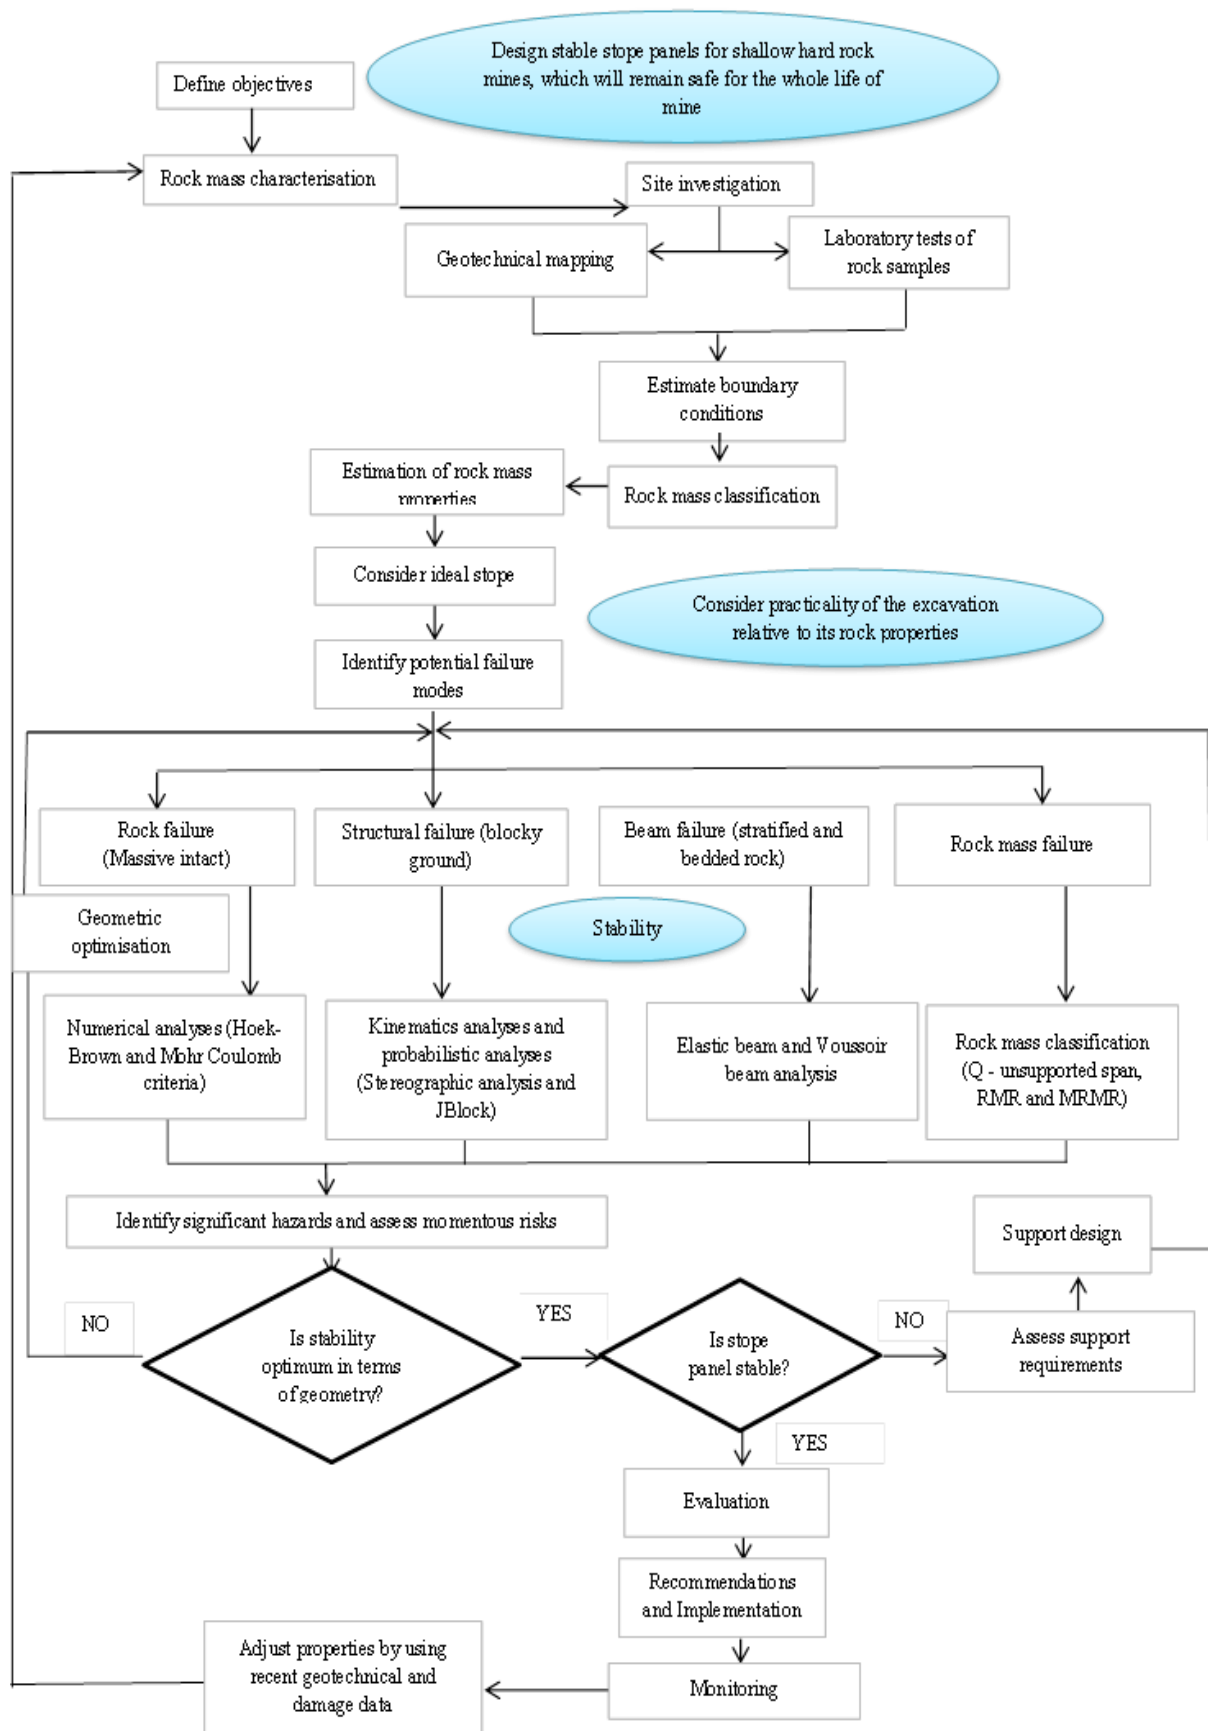 Design stable stope panels for shallow hard rock
mines, which will remain safe for the whole life of
mine
Define objectives
Rock mass characterisation
Site investigation
Geotechnical mapping
Laboratory tests of
rock samples
Estimate boundary
conditions
Estimation of rock mass
properties
Rock mass classification
Consider ideal stope
Consider practicality of the excavation
relative to its rock properties
Identify potential failure
modes
Rock failure
(Massive intact)
Structural failure (blocky
ground)
Beam failure (stratified and
bedded rock)
Rock mass failure
Geometric
optimisation
Stability
Numerical analyses (Hoek-
Brown and Mohr Coulomb
criteria)
Kinematics analyses and
probabilistic analyses
(Stereographic analysis and
JBlock)
Elastic beam and Voussoir
beam analysis
Rock mass classification
(Q - unsupported span,
RMR and MRMR)
Identify significant hazards and assess momentous risks
Support design
NO
Is stability
optimum in terms
of geometry?
YES
Is stope
panel stable?
NO
Assess support
requirements
YES
Evaluation
Recommendations
and Implementation
Adjust properties by using
recent geotechnical and
damage data
Monitoring